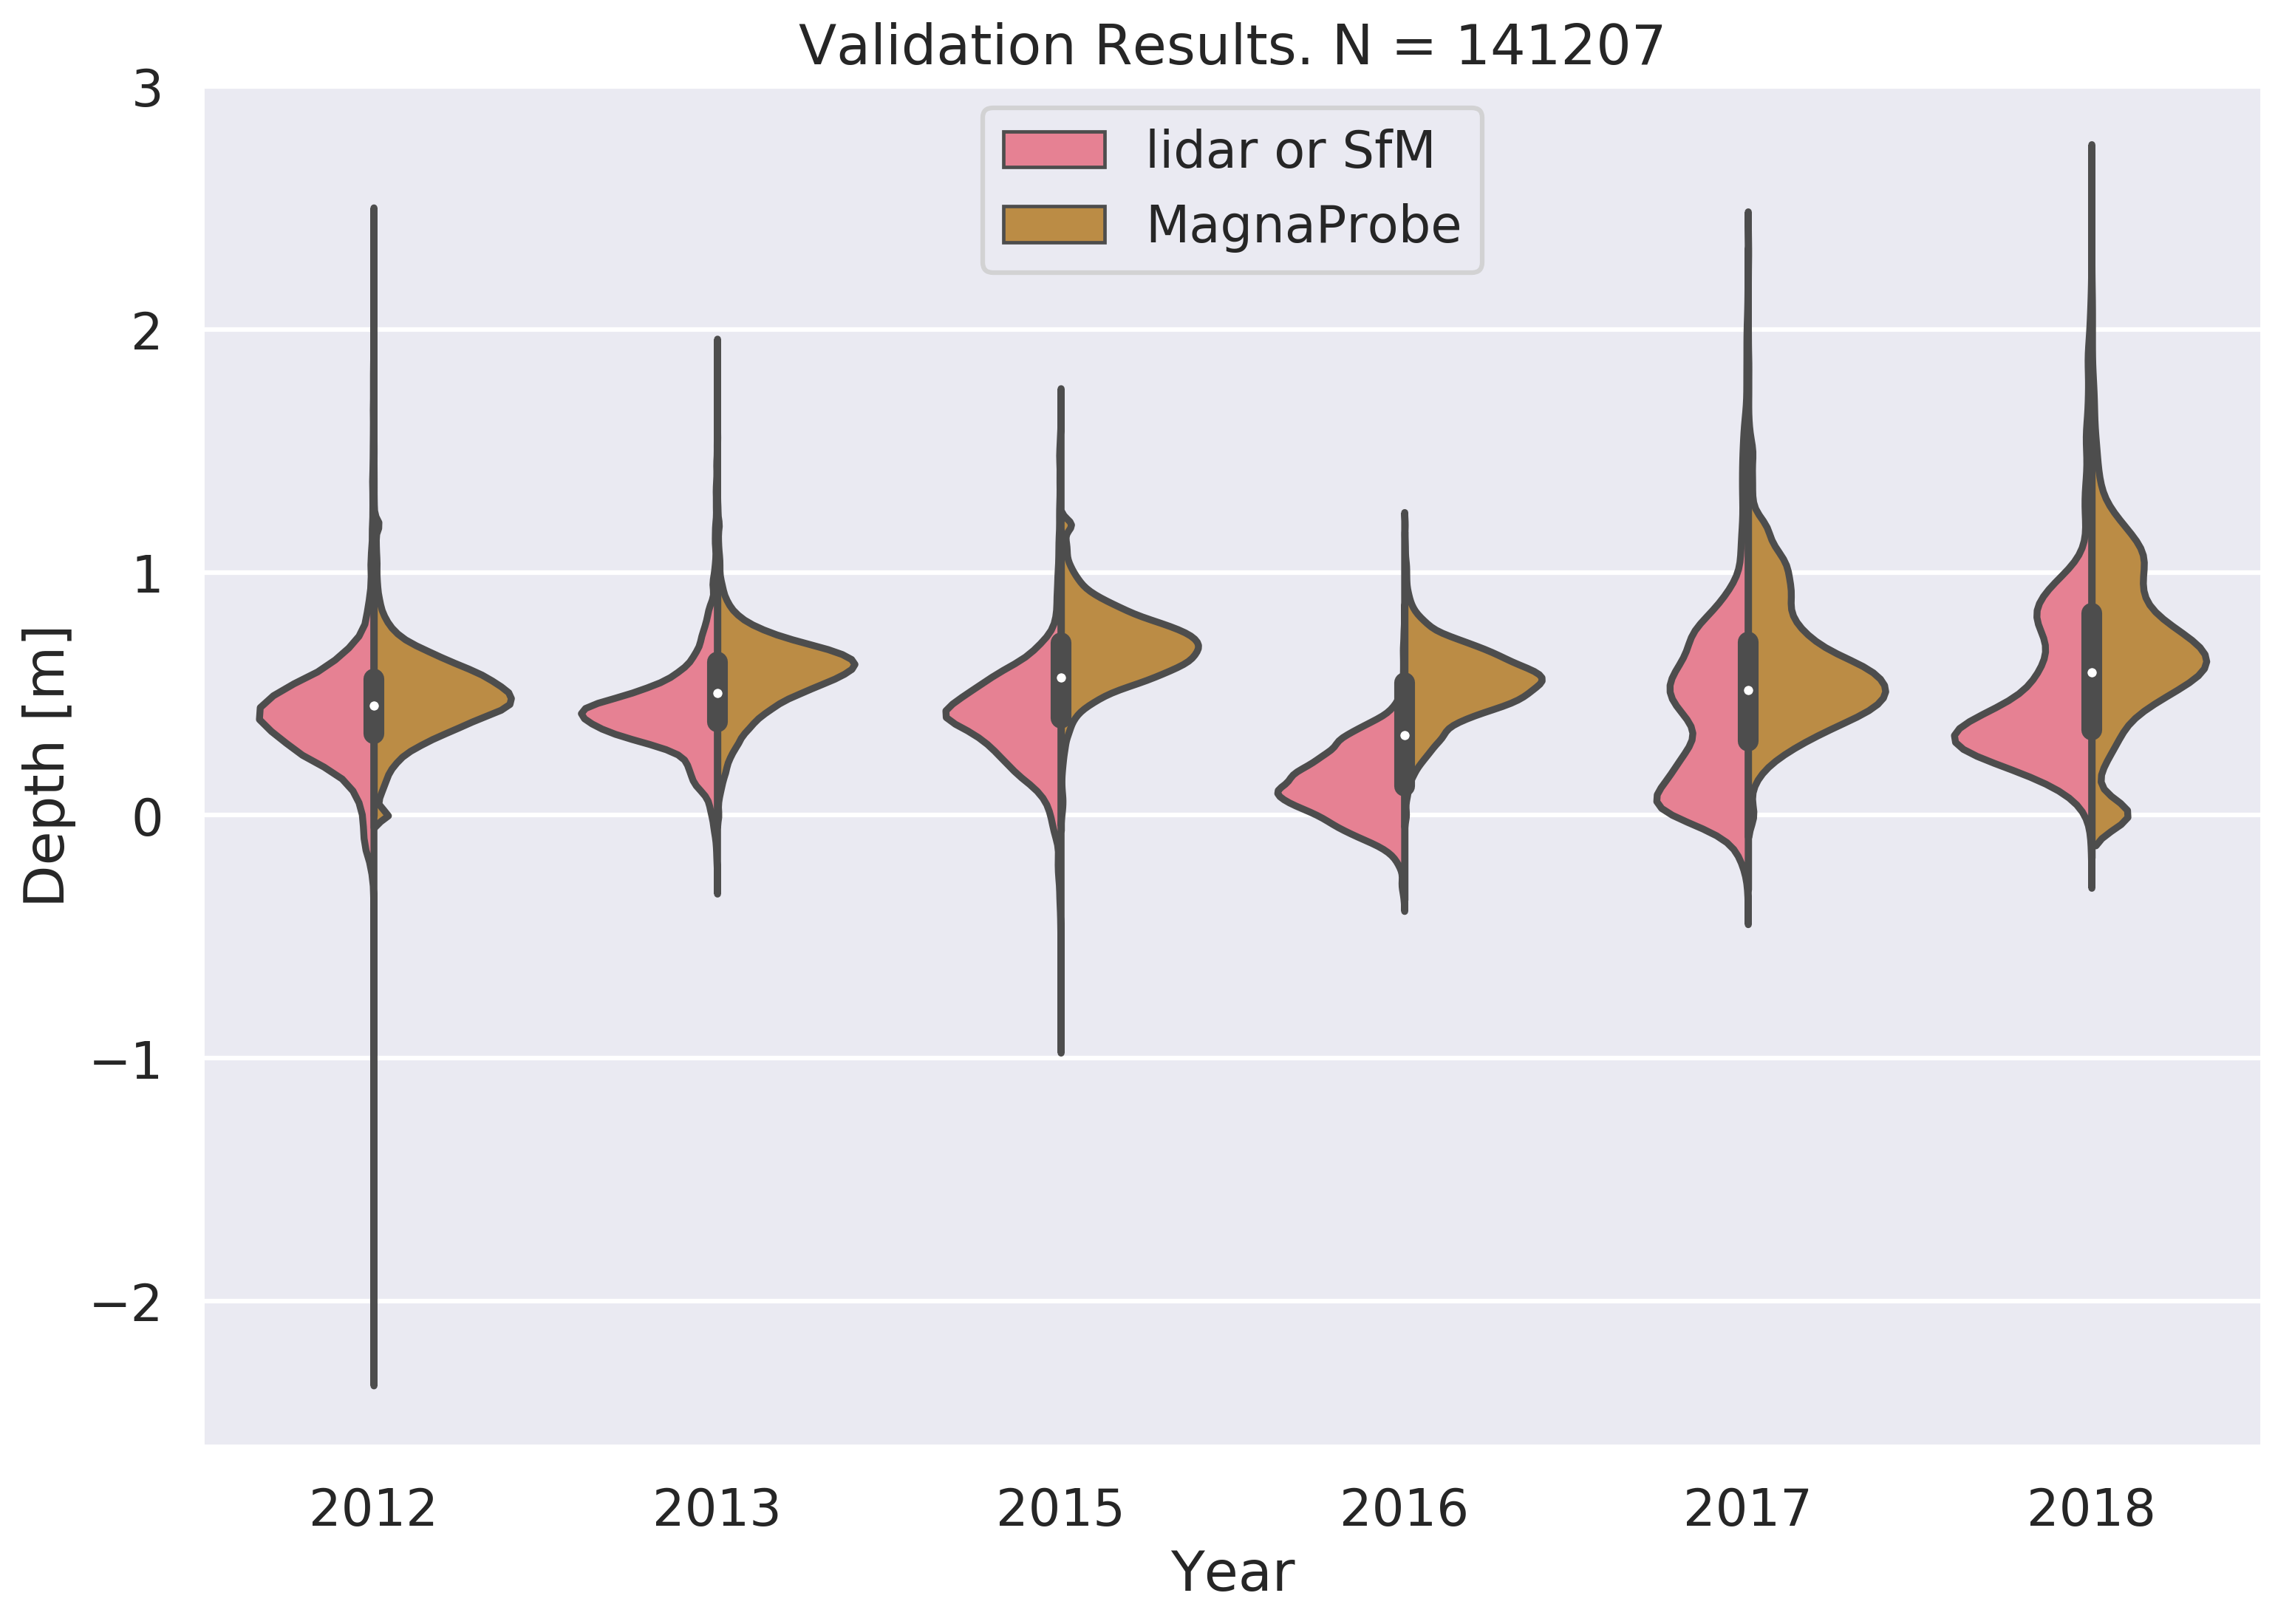 Validation Results. N = 141207
lidar or SfM
MagnaProbe
3
2
1
0
−1
−2
Depth [m]
2012 2013 2015 2016 2017 2018
Year